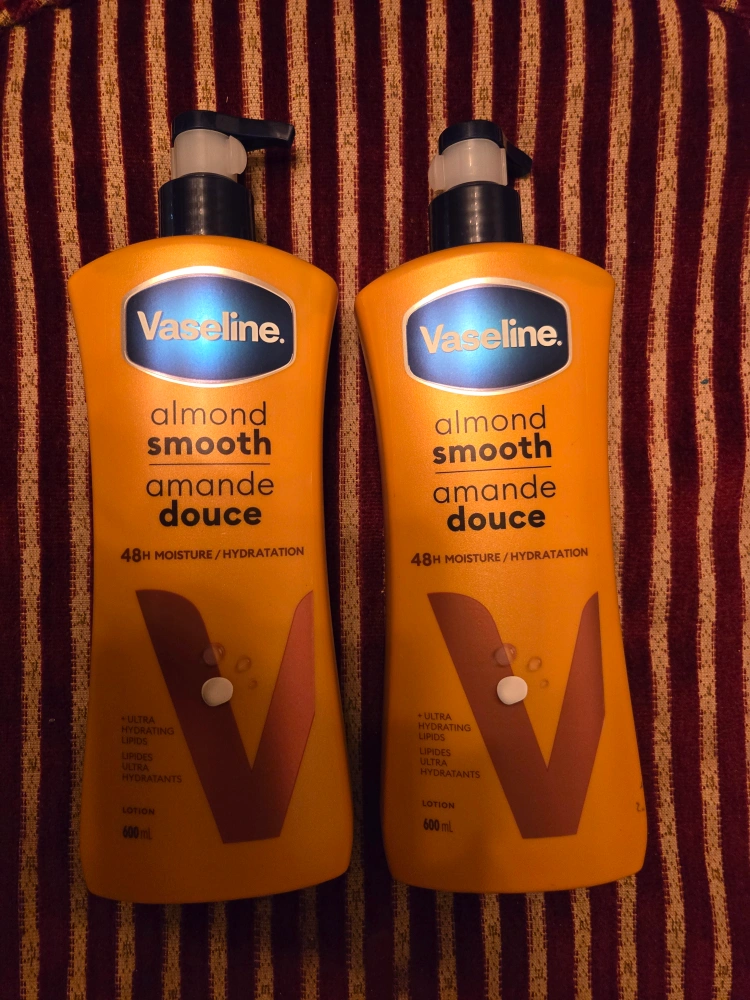 Vaseline.
almond
smooth
amande
douce
48H MOISTURE / HYDRATATION
+ULTRA
HYDRATING
LIPIDS
LIPIDES
ULTRA
HYDRATANTS
LOTION
600 mL
Vaseline.
almond
smooth
amande
douce
48H MOISTURE / HYDRATATION
+ULTRA
HYDRATING
LIPIDS
LIPIDES
ULTRA
HYDRATANTS
LOTION
600 mL